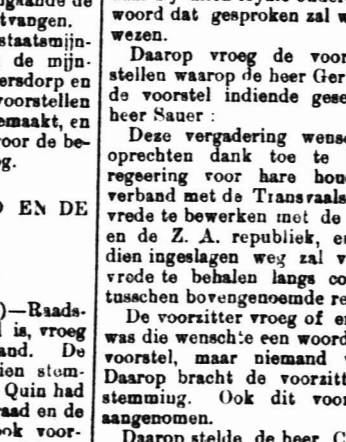 tvangen.
staatsmijn-
de mijn-
ersdorp en
voorstellen
emaakt, en
voor de be-
g.
EN DE
)—Raads-
is, vroeg
and. De
ien stem-
Quin had
raad en de
ook voor-
woord dat gesproken zal w
wezen.
Daarop vroeg de voor
stellen waarop de heer Ger
de voorstel indiende gese
heer Sauer :
Deze vergadering wensc
oprechten dank toe te
regeering voor hare bon
verband met de Transvaals
vrede te bewerken met de
en de Z. A. republiek, e
dien ingeslagen weg zal v
vrede te behalen langs co
tusschen bovengenoemde re
De voorzitter vroeg of e
was die wenschte een woord
voorstel, maar niemand
Daarop bracht de voorzitt
stemming. Ook dit voor
aangenomen.
Daarop stelde de heer C